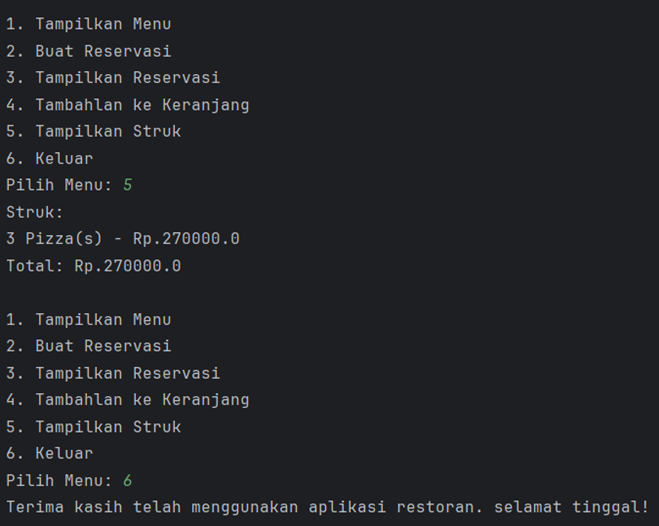 1. Tampilkan Menu
2. Buat Reservasi
3. Tampilkan Reservasi
4. Tambahlan ke Keranjang
5. Tampilkan Struk
6. Keluar
Pilih Menu: 5
Struk:
3 Pizza(s) - Rp.270000.0
Total: Rp.270000.0
1. Tampilkan Menu
2. Buat Reservasi
3. Tampilkan Reservasi
4. Tambahlan ke Keranjang
5. Tampilkan Struk
6. Keluar
Pilih Menu: 6
Terima kasih telah menggunakan aplikasi restoran. selamat tinggal!